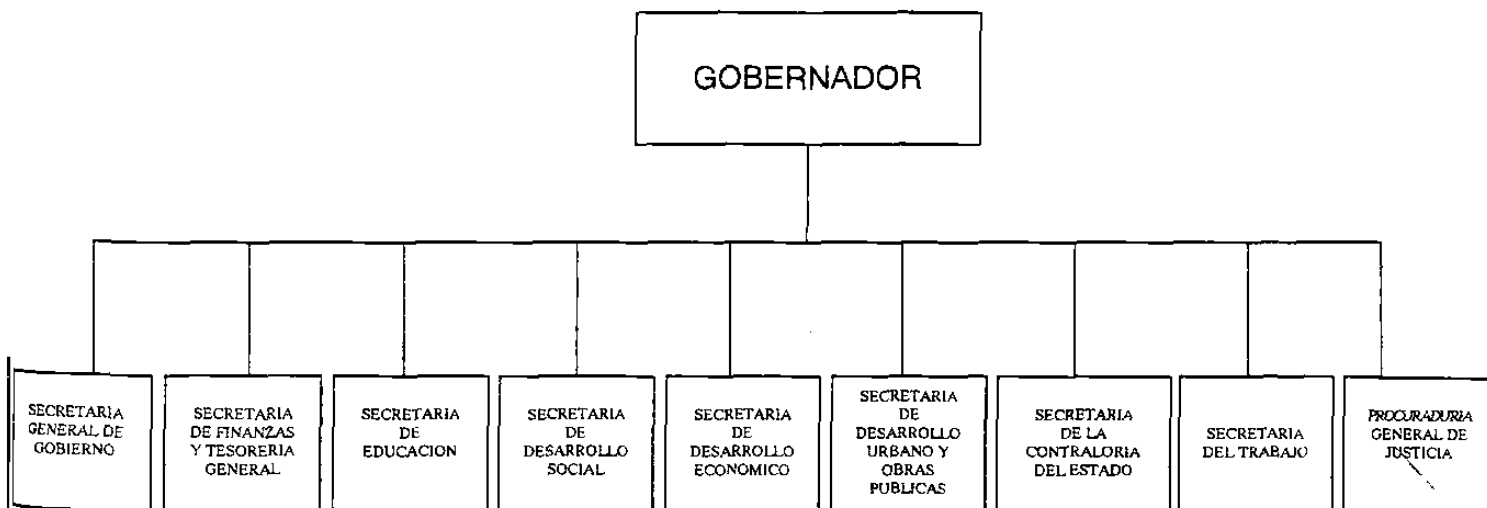 GOBERNADOR
SECRETARIA
GENERAL DE
GOBIERNO
SECRETARIA
DE FINANZAS
Y TESORERIA
GENERAL
SECRETARIA
DE
EDUCACION
SECRETARIA
DE
DESARROLLO
SOCIAL
SECRETARIA
DE
DESARROLLO
ECONOMICO
SECRETARIA
DE
DESARROLLO
URBANO Y
OBRAS
PUBLICAS
SECRETARIA
DE LA
CONTRALORIA
DEL ESTADO
SECRETARIA
DEL TRABAJO
PROCURADURIA
GENERAL DE
JUSTICIA